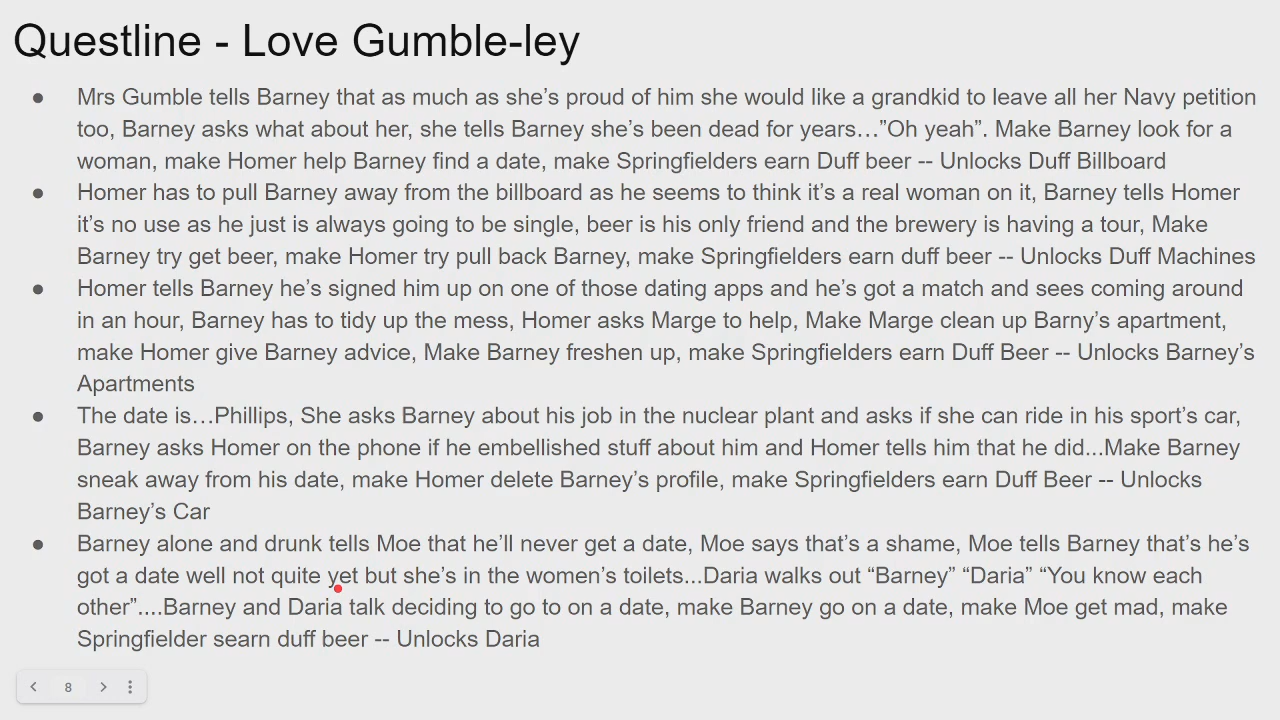 Questline - Love Gumble-ley
● Mrs Gumble tells Barney that as much as she’s proud of him she would like a grandkid to leave all her Navy petition
too, Barney asks what about her, she tells Barney she’s been dead for years…”Oh yeah”. Make Barney look for a
woman, make Homer help Barney find a date, make Springfielders earn Duff beer -- Unlocks Duff Billboard
● Homer has to pull Barney away from the billboard as he seems to think it’s a real woman on it, Barney tells Homer
it’s no use as he just is always going to be single, beer is his only friend and the brewery is having a tour, Make
Barney try get beer, make Homer try pull back Barney, make Springfielders earn duff beer -- Unlocks Duff Machines
● Homer tells Barney he’s signed him up on one of those dating apps and he’s got a match and sees coming around
in an hour, Barney has to tidy up the mess, Homer asks Marge to help, Make Marge clean up Barny’s apartment,
make Homer give Barney advice, Make Barney freshen up, make Springfielders earn Duff Beer -- Unlocks Barney’s
Apartments
● The date is…Phillips, She asks Barney about his job in the nuclear plant and asks if she can ride in his sport’s car,
Barney asks Homer on the phone if he embellished stuff about him and Homer tells him that he did...Make Barney
sneak away from his date, make Homer delete Barney’s profile, make Springfielders earn Duff Beer -- Unlocks
Barney’s Car
● Barney alone and drunk tells Moe that he’ll never get a date, Moe says that’s a shame, Moe tells Barney that’s he’s
got a date well not quite yet but she’s in the women’s toilets...Daria walks out “Barney” “Daria” “You know each
other”....Barney and Daria talk deciding to go to on a date, make Barney go on a date, make Moe get mad, make
Springfielder searn duff beer -- Unlocks Daria
8